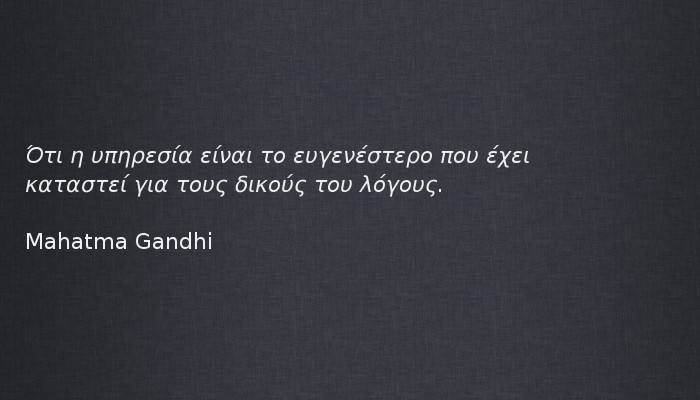 Ότι η υπηρεσία είναι το ευγενέστερο που έχει
καταστεί για τους δικούς του λόγους.
Mahatma Gandhi